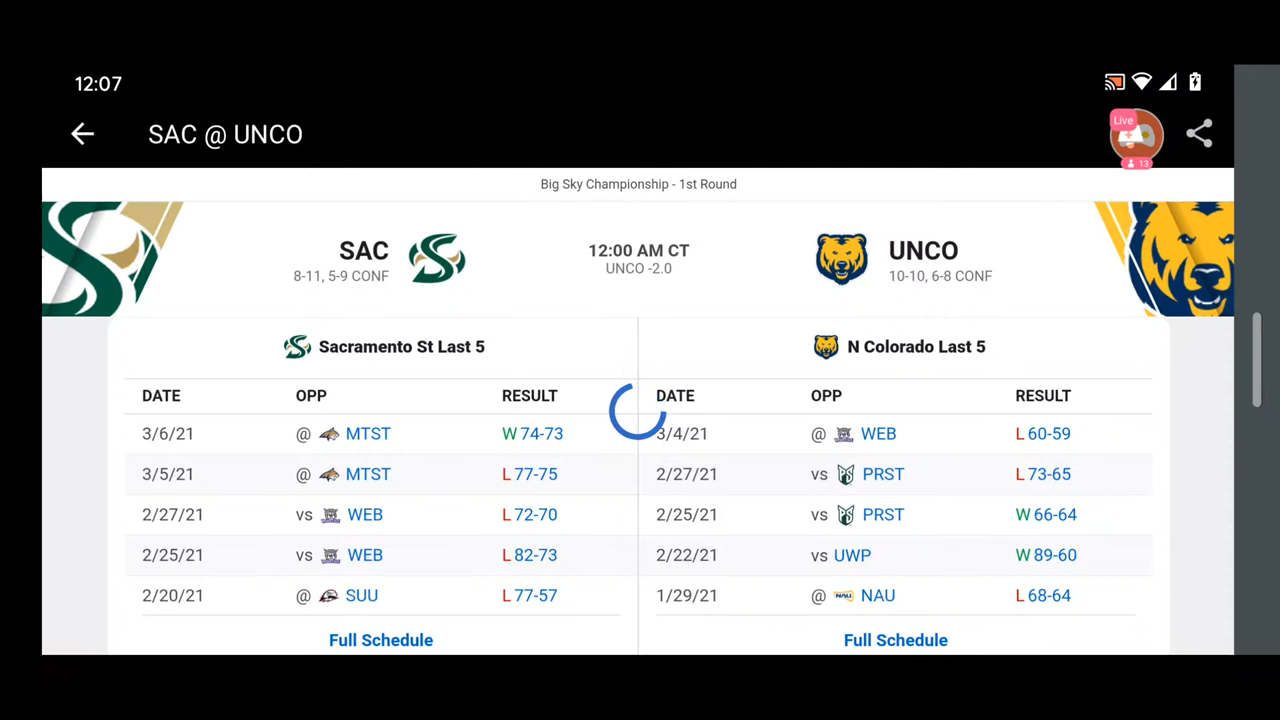 12:07
SAC @ UNCO
Live
13
Big Sky Championship - 1st Round
SAC
8-11, 5-9 CONF
12:00 AM CT
UNCO -2.0
UNCO
10-10, 6-8 CONF
Sacramento St Last 5
DATE OPP RESULT
3/6/21 @ MTST W 74-73
3/5/21 @ MTST L 77-75
2/27/21 vs WEB L 72-70
2/25/21 vs WEB L 82-73
2/20/21 @ SUU L 77-57
Full Schedule
N Colorado Last 5
DATE OPP RESULT
3/4/21 @ WEB L 60-59
2/27/21 vs PRST L 73-65
2/25/21 vs PRST W 66-64
2/22/21 vs UWP W 89-60
1/29/21 @ NAU NAU L 68-64
Full Schedule